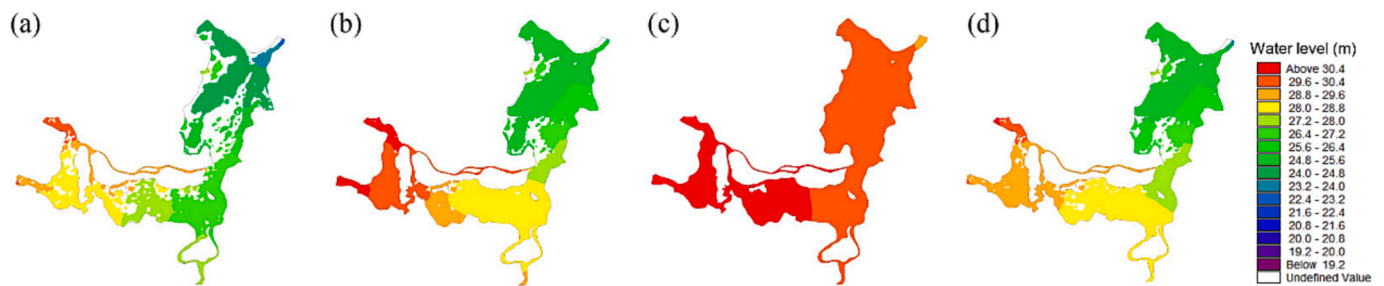 (a)
(b)
(c)
(d)
Water level (m)
Above 30.4
29.6 - 30.4
28.8 - 29.6
28.0 - 28.8
27.2 - 28.0
26.4 - 27.2
25.6 - 26.4
24.8 - 25.6
24.0 - 24.8
23.2 - 24.0
22.4 - 23.2
21.6 - 22.4
20.8 - 21.6
20.0 - 20.8
19.2 - 20.0
Below 19.2
Undefined Value